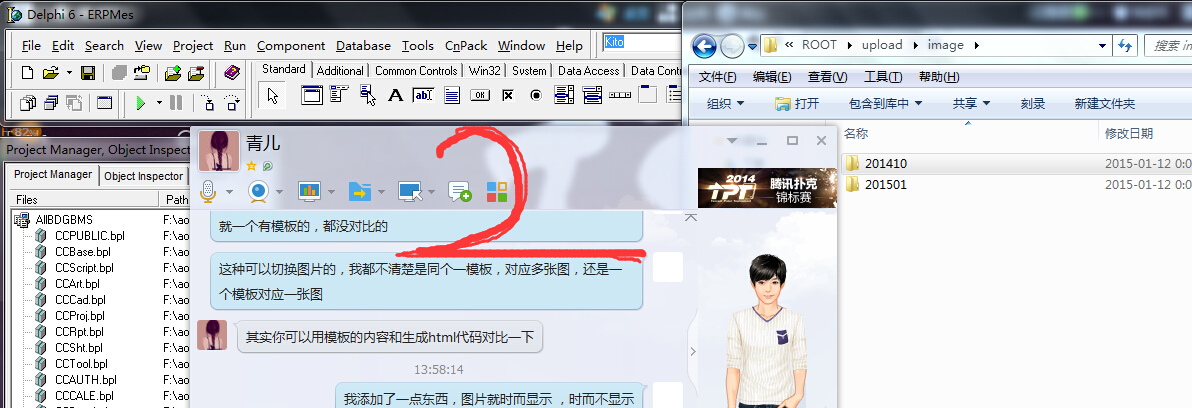 Delphi 6 - ERPMes
File Edit Search View Project Run Component Database Tools CnPack Window Help
Kito
Standard Additional Common Controls Win32 System Data Access Data Contr
Project Manager, Object Inspect
Project Manager Object Inspector
Files Path
AllBDGBMS F:\ao
CCPUBLIC.bpl F:\ao
CCBase.bpl F:\ao
CCScript.bpl F:\ao
CCArt.bpl F:\ao
CCCad.bpl F:\ao
CCProj.bpl F:\ao
CCRpt.bpl F:\ao
CCSht.bpl F:\ao
CCTool.bpl F:\ao
CCAUTH.bpl F:\ao
CCCALE.bpl F:\ao
青儿
2
2014
TPT
腾讯扑克
锦标赛
就一个有模板的，都没对比的
这种可以切换图片的，我都不清楚是同个一模板，对应多张图，还是一
个模板对应一张图
其实你可以用模板的内容和生成html代码对比一下
13:58:14
我添加了一点东西，图片就时而显示 ，时而不显示
« ROOT upload image
搜索 im
文件(F) 编辑(E) 查看(V) 工具(T) 帮助(H)
组织 打开 包含到库中 共享 刻录 新建文件夹
名称 修改日期
201410 2015-01-12 0:0
201501 2015-01-12 0:0